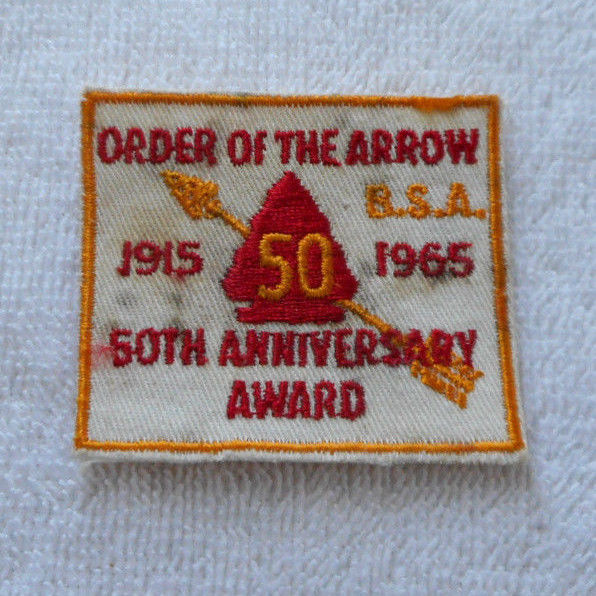 ORDER OF THE ARROW
B.S.A.
1915 50 1965
50TH ANNIVERSARY
AWARD